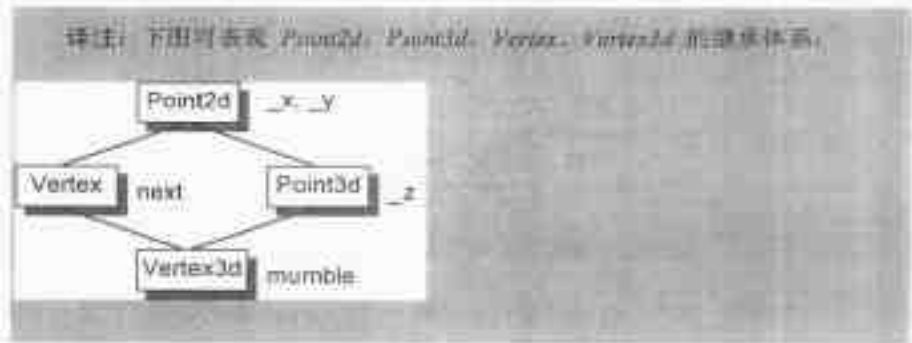 译注：下图可表现 Point2d、Point3d、Vertex、Vertex3d 的继承体系：
Point2d _x, _y
Vertex next Point3d _z
Vertex3d mumble